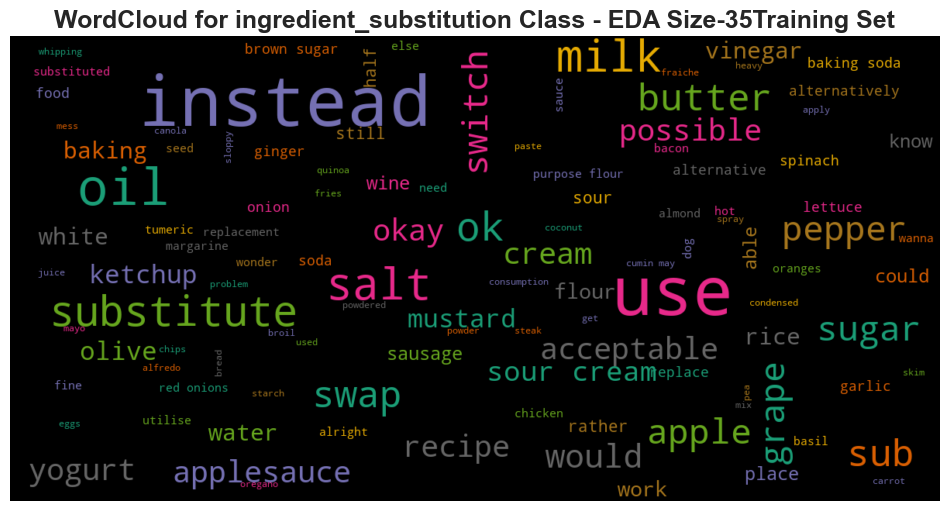 WordCloud for ingredient_substitution Class - EDA Size-35Training Set
whipping
brown sugar
half
else
milk
vinegar
heavy
baking soda
substituted
instead
switch
fraiche
food
sauce
butter
alternatively
apply
mess
canola
sloppy
still
possible
know
baking
seed
ginger
paste
bacon
spinach
oil
quinoa
wine
need
purpose flour
alternative
fries
sour
onion
almond
hot
spray
lettuce
white
tumeric
replacement
okay
ok
pepper
wanna
margarine
cream
dog
able
wonder
soda
coconut
cumin may
oranges
ketchup
juice
problem
salt
consumption
flour
use
could
condensed
substitute
powdered
get
mayo
broil
used
mustard
powder
steak
rice
sugar
olive
chips
bread
sausage
acceptable
alfredo
sour cream
replace
skim
fine
red onions
starch
swap
pea
mix
grape
garlic
eggs
utilise
chicken
water
alright
rather
apple
basil
recipe
would
sub
yogurt
applesauce
oregano
place
carrot
work